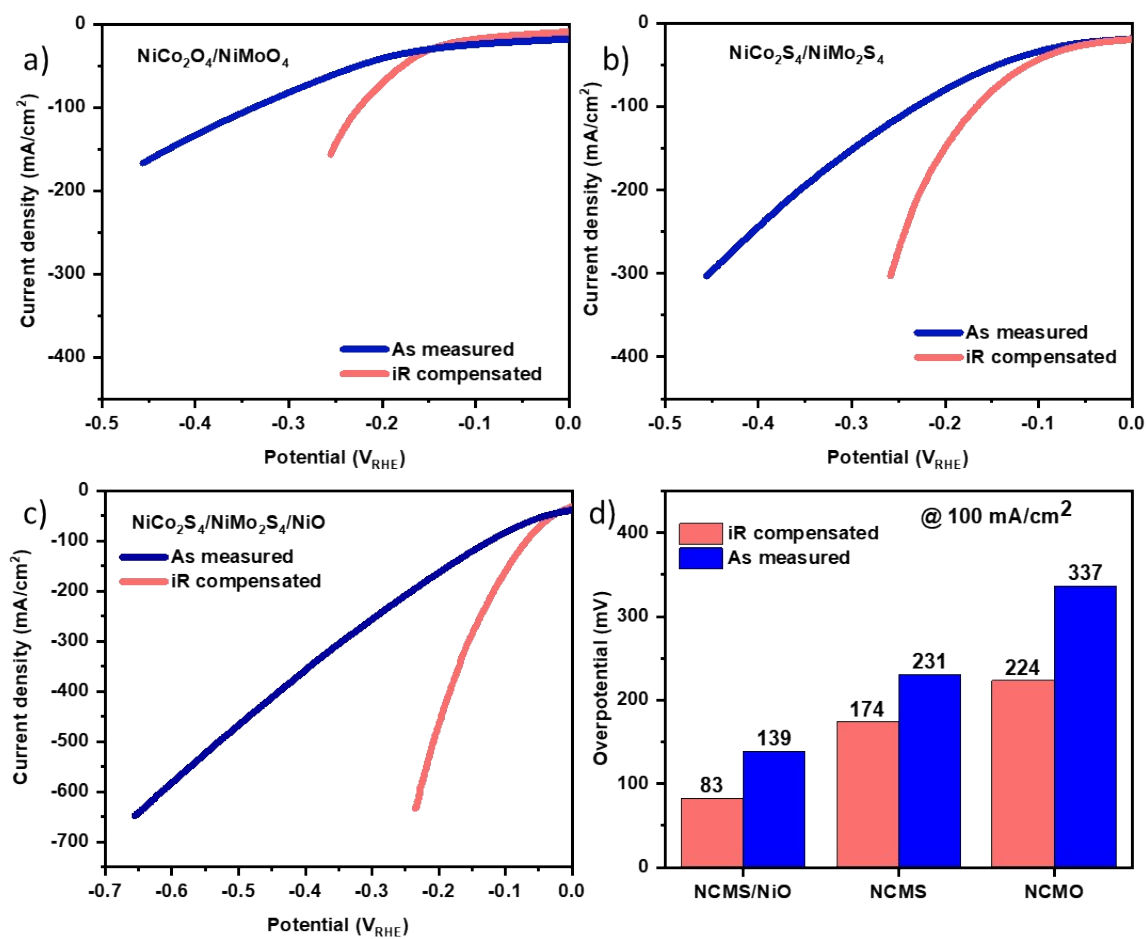 a)
NiCo₂O₄/NiMoO₄
Current density (mA/cm²)
0
-100
-200
-300
-400
As measured
iR compensated
-0.5 -0.4 -0.3 -0.2 -0.1 0.0
Potential (V_RHE)
b)
NiCo₂S₄/NiMo₂S₄
Current density (mA/cm²)
0
-100
-200
-300
-400
As measured
iR compensated
-0.5 -0.4 -0.3 -0.2 -0.1 0.0
Potential (V_RHE)
c)
NiCo₂S₄/NiMo₂S₄/NiO
As measured
iR compensated
Current density (mA/cm²)
0
-100
-200
-300
-400
-500
-600
-700
-0.7 -0.6 -0.5 -0.4 -0.3 -0.2 -0.1 0.0
Potential (V_RHE)
d)
@ 100 mA/cm²
iR compensated
As measured
Overpotential (mV)
400
300
200
100
0
83 139 174 231 224 337
NCMS/NiO NCMS NCMO